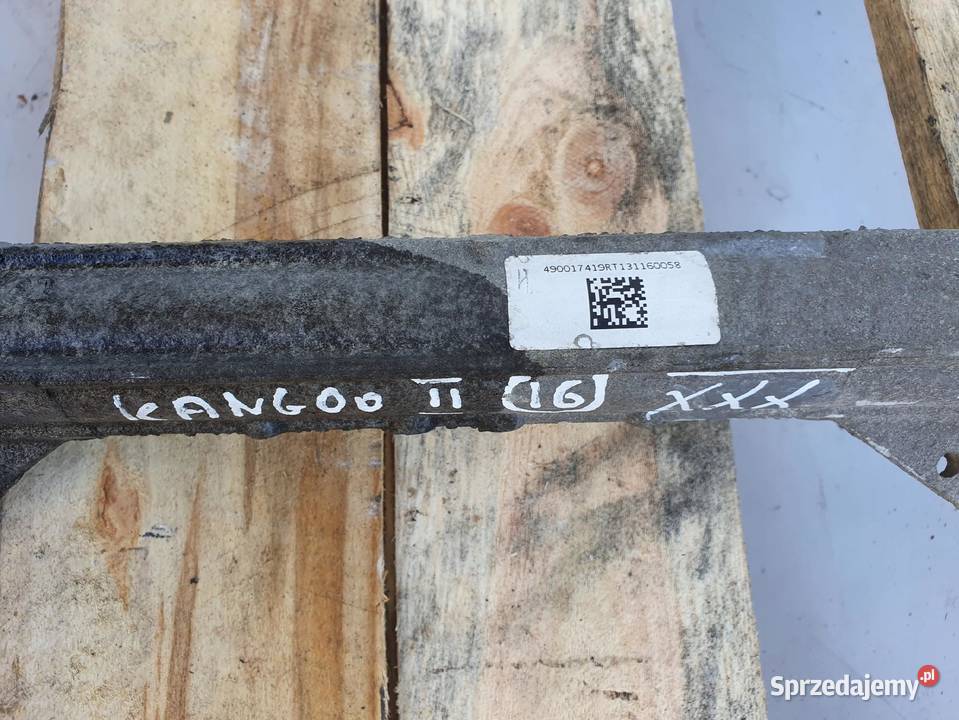 490017419RT131160058
H
KANGOO II (16) XXX
Sprzedajemy.pl